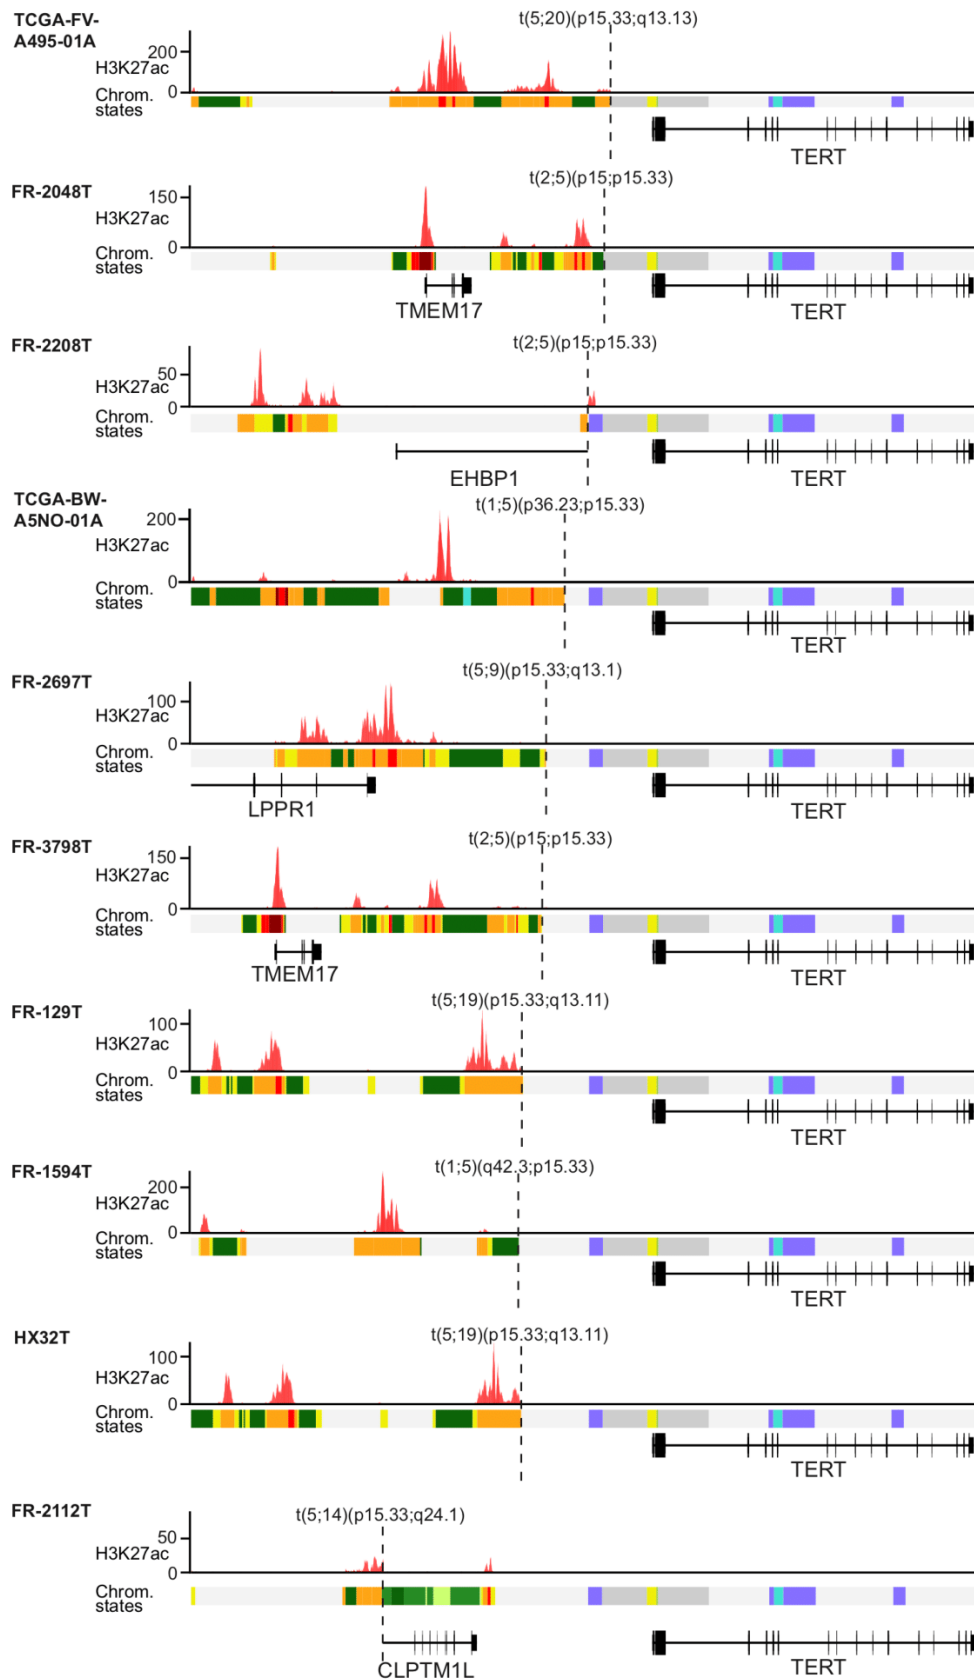 TCGA-FV-
A495-01A
t(5;20)(p15.33;q13.13)
200
H3K27ac
0
Chrom.
states
TERT
FR-2048T
t(2;5)(p15;p15.33)
150
H3K27ac
0
Chrom.
states
TMEM17
TERT
FR-2208T
t(2;5)(p15;p15.33)
50
H3K27ac
0
Chrom.
states
EHBP1
TERT
TCGA-BW-
A5NO-01A
t(1;5)(p36.23;p15.33)
200
H3K27ac
0
Chrom.
states
TERT
FR-2697T
t(5;9)(p15.33;q13.1)
100
H3K27ac
0
Chrom.
states
LPPR1
TERT
FR-3798T
t(2;5)(p15;p15.33)
150
H3K27ac
0
Chrom.
states
TMEM17
TERT
FR-129T
t(5;19)(p15.33;q13.11)
100
H3K27ac
0
Chrom.
states
TERT
FR-1594T
t(1;5)(q42.3;p15.33)
200
H3K27ac
0
Chrom.
states
TERT
HX32T
t(5;19)(p15.33;q13.11)
100
H3K27ac
0
Chrom.
states
TERT
FR-2112T
t(5;14)(p15.33;q24.1)
50
H3K27ac
0
Chrom.
states
CLPTM1L
TERT